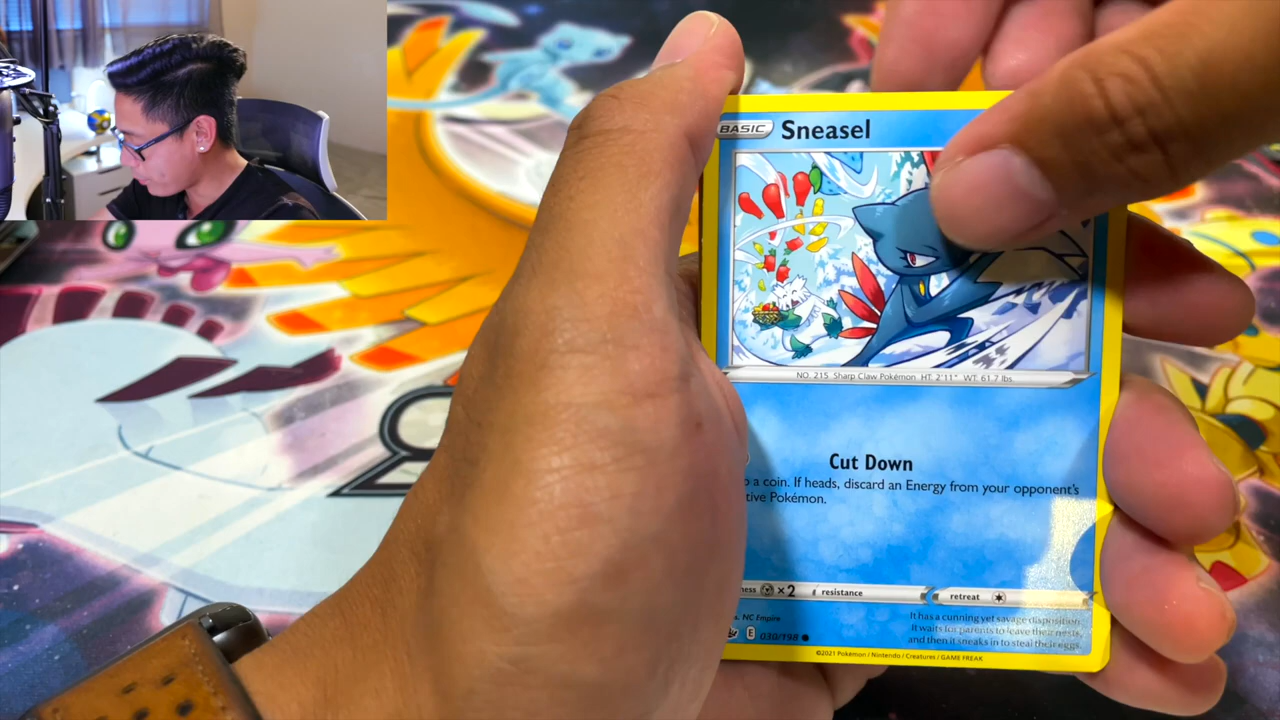 BASIC Sneasel
NO. 215 Sharp Claw Pokémon HT: 2'11" WT: 61.7 lbs.
Cut Down
a coin. If heads, discard an Energy from your opponent's
Pokémon.
×2 resistance retreat
NC Empire
It has a cunning yet savage disposition.
It waits for parents to leave their nests,
and then it sneaks in to steal their eggs.
E 030/198
©2021 Pokémon / Nintendo / Creatures / GAME FREAK